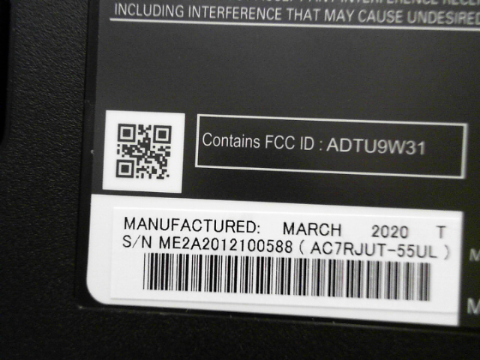 INCLUDING INTERFERENCE THAT MAY CAUSE UNDESIRED
Contains FCC ID : ADTU9W31
MANUFACTURED: MARCH 2020 T
S/N ME2A2012100588 ( AC7RJUT-55UL )